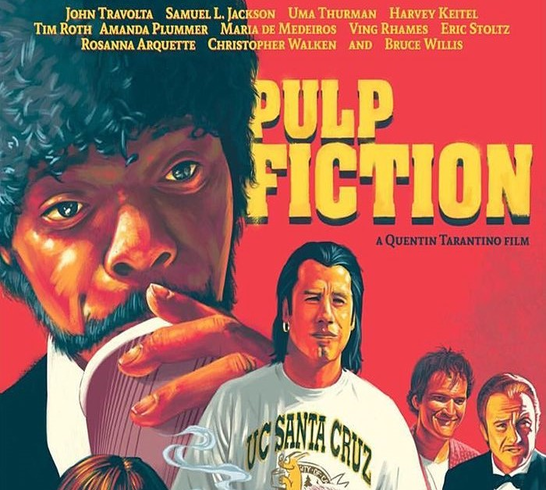 JOHN TRAVOLTA SAMUEL L. JACKSON UMA THURMAN HARVEY KEITEL
TIM ROTH AMANDA PLUMMER MARIA DE MEDEIROS VING RHAMES ERIC STOLTZ
ROSANNA ARQUETTE CHRISTOPHER WALKEN AND BRUCE WILLIS
PULP
FICTION
A QUENTIN TARANTINO FILM
UC SANTA CRUZ